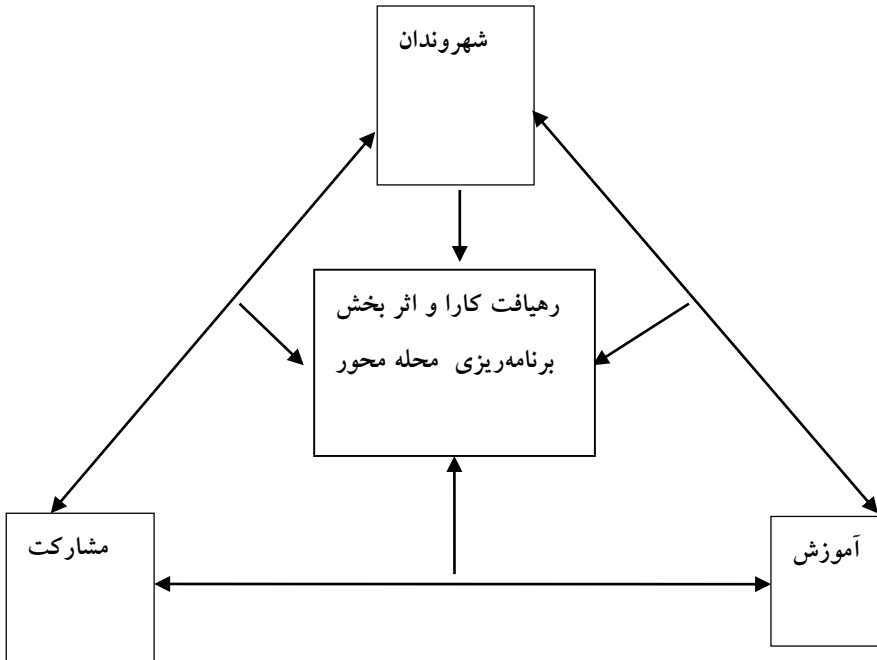 شهروندان
رهیافت کارا و اثر بخش
برنامه‌ریزی محله محور
مشارکت
آموزش